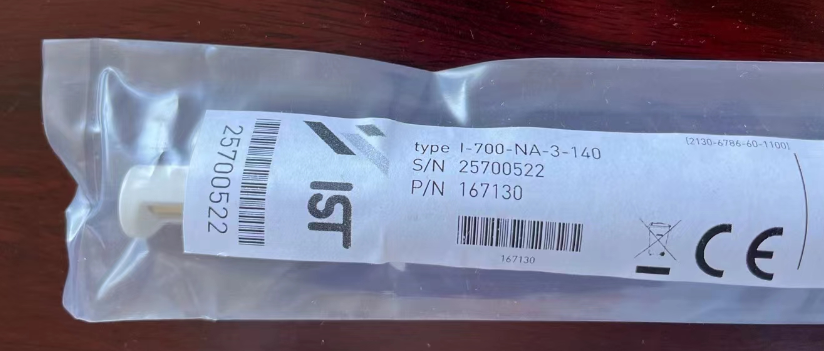 25700522
IST
type I-700-NA-3-140
S/N 25700522
P/N 167130
167130
(2130-6786-60-1100)
CE